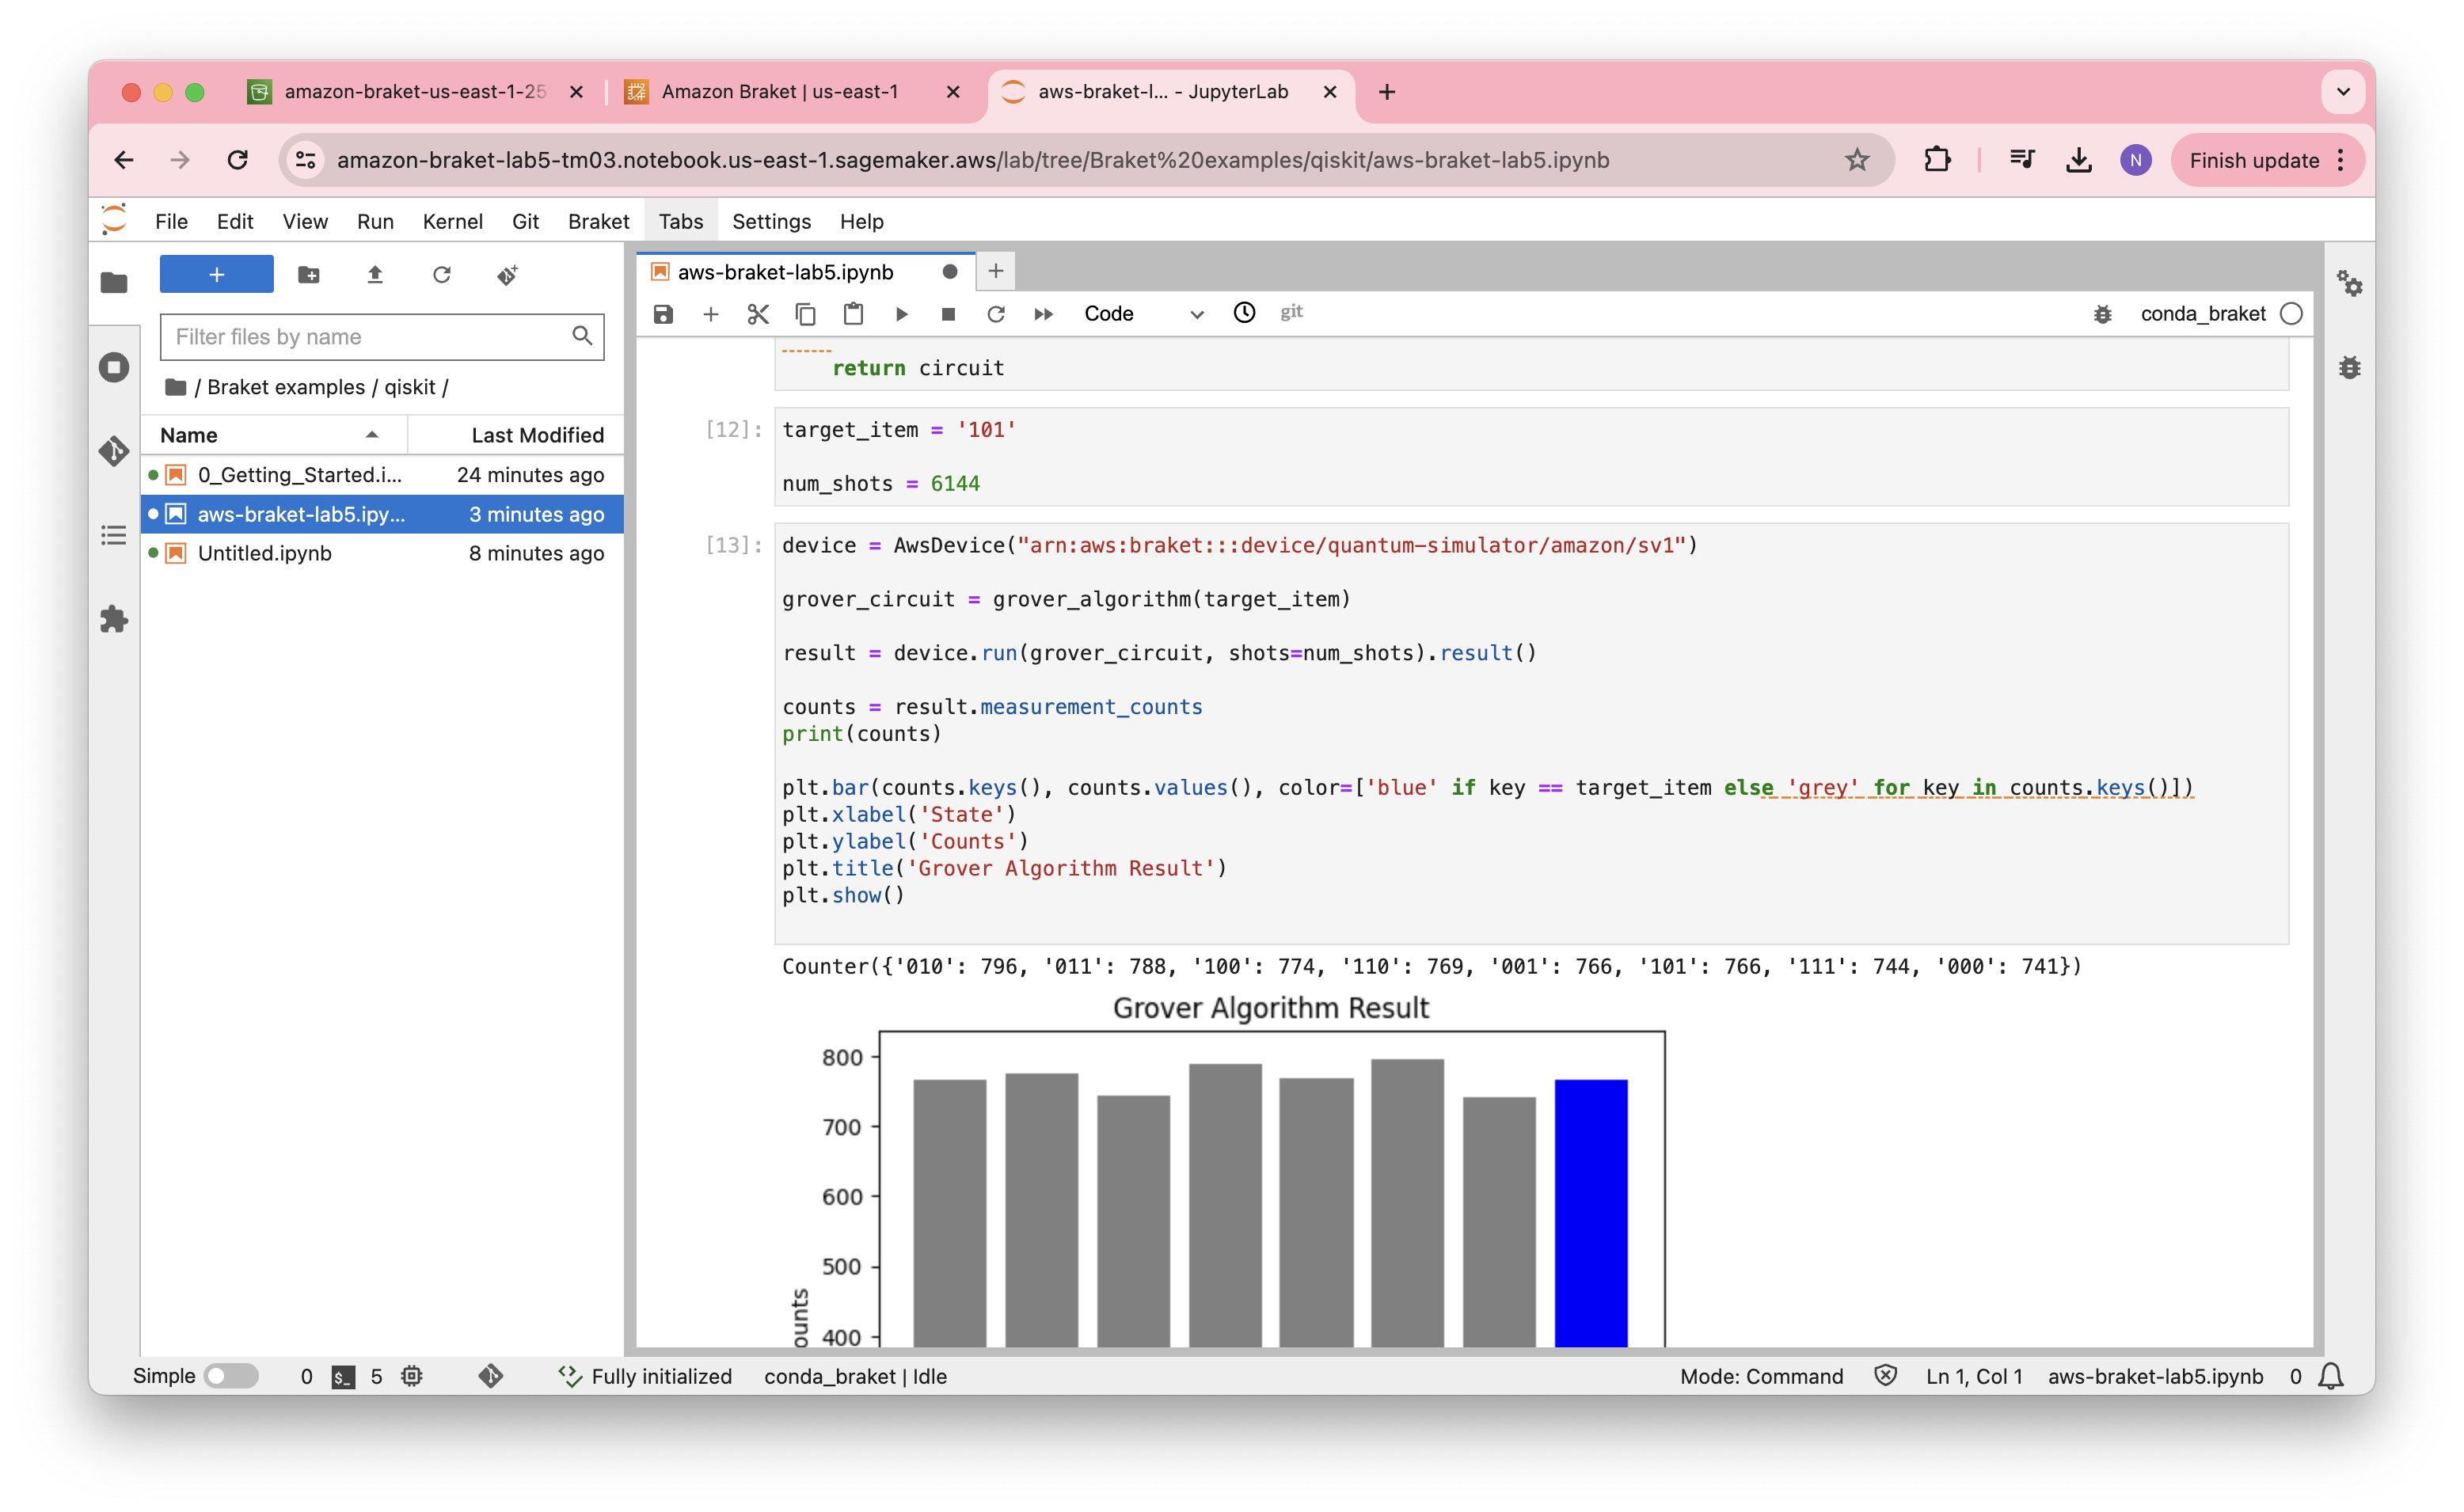 amazon-braket-us-east-1-25
Amazon Braket | us-east-1
aws-braket-l... - JupyterLab
amazon-braket-lab5-tm03.notebook.us-east-1.sagemaker.aws/lab/tree/Braket%20examples/qiskit/aws-braket-lab5.ipynb
N
Finish update
File Edit View Run Kernel Git Braket Tabs Settings Help
Filter files by name
/ Braket examples / qiskit /
Name Last Modified
0_Getting_Started.i... 24 minutes ago
aws-braket-lab5.ipy... 3 minutes ago
Untitled.ipynb 8 minutes ago
aws-braket-lab5.ipynb
Code git conda_braket
return circuit
[12]: target_item = '101'
num_shots = 6144
[13]: device = AwsDevice("arn:aws:braket:::device/quantum-simulator/amazon/sv1")
grover_circuit = grover_algorithm(target_item)
result = device.run(grover_circuit, shots=num_shots).result()
counts = result.measurement_counts
print(counts)
plt.bar(counts.keys(), counts.values(), color=['blue' if key == target_item else 'grey' for key in counts.keys()])
plt.xlabel('State')
plt.ylabel('Counts')
plt.title('Grover Algorithm Result')
plt.show()
Counter({'010': 796, '011': 788, '100': 774, '110': 769, '001': 766, '101': 766, '111': 744, '000': 741})
Grover Algorithm Result
800
700
600
500
400
ounts
Simple 0 $_ 5 Fully initialized conda_braket | Idle Mode: Command Ln 1, Col 1 aws-braket-lab5.ipynb 0